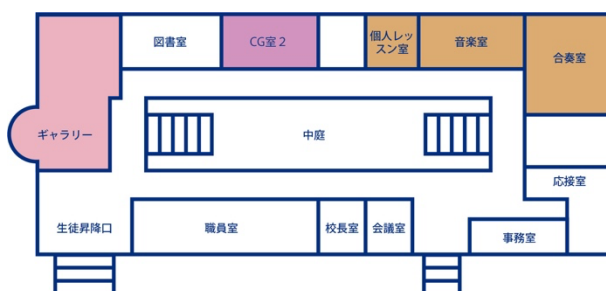 図書室
CG室2
個人レッ
スン室
音楽室
合奏室
ギャラリー
中庭
応接室
生徒昇降口
職員室
校長室
会議室
事務室